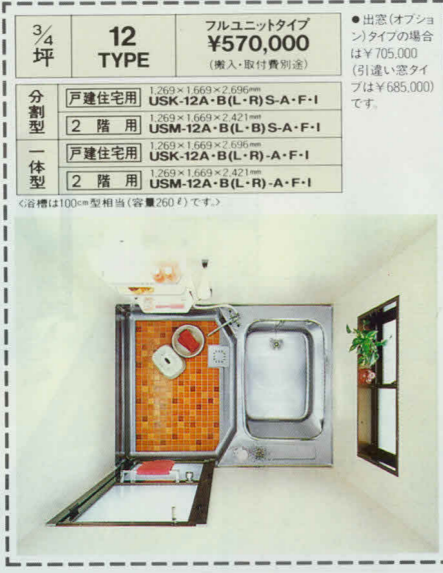 3/4
坪
12
TYPE
フルユニットタイプ
¥570,000
(搬入・取付費別途)
●出窓(オプショ
ン)タイプの場合
は¥705,000
(引違い窓タイ
プは¥685,000)
です。
分割型
戸建住宅用
1,269×1,669×2,696mm
USK-12A・B(L・R)S-A・F・I
2階用
1,269×1,669×2,421mm
USM-12A・B(L・B)S-A・F・I
一体型
戸建住宅用
1,269×1,669×2,696mm
USK-12A・B(L・R)-A・F・I
2階用
1,269×1,669×2,421mm
USM-12A・B(L・R)-A・F・I
〈浴槽は100cm型相当(容量260ℓ)です。〉